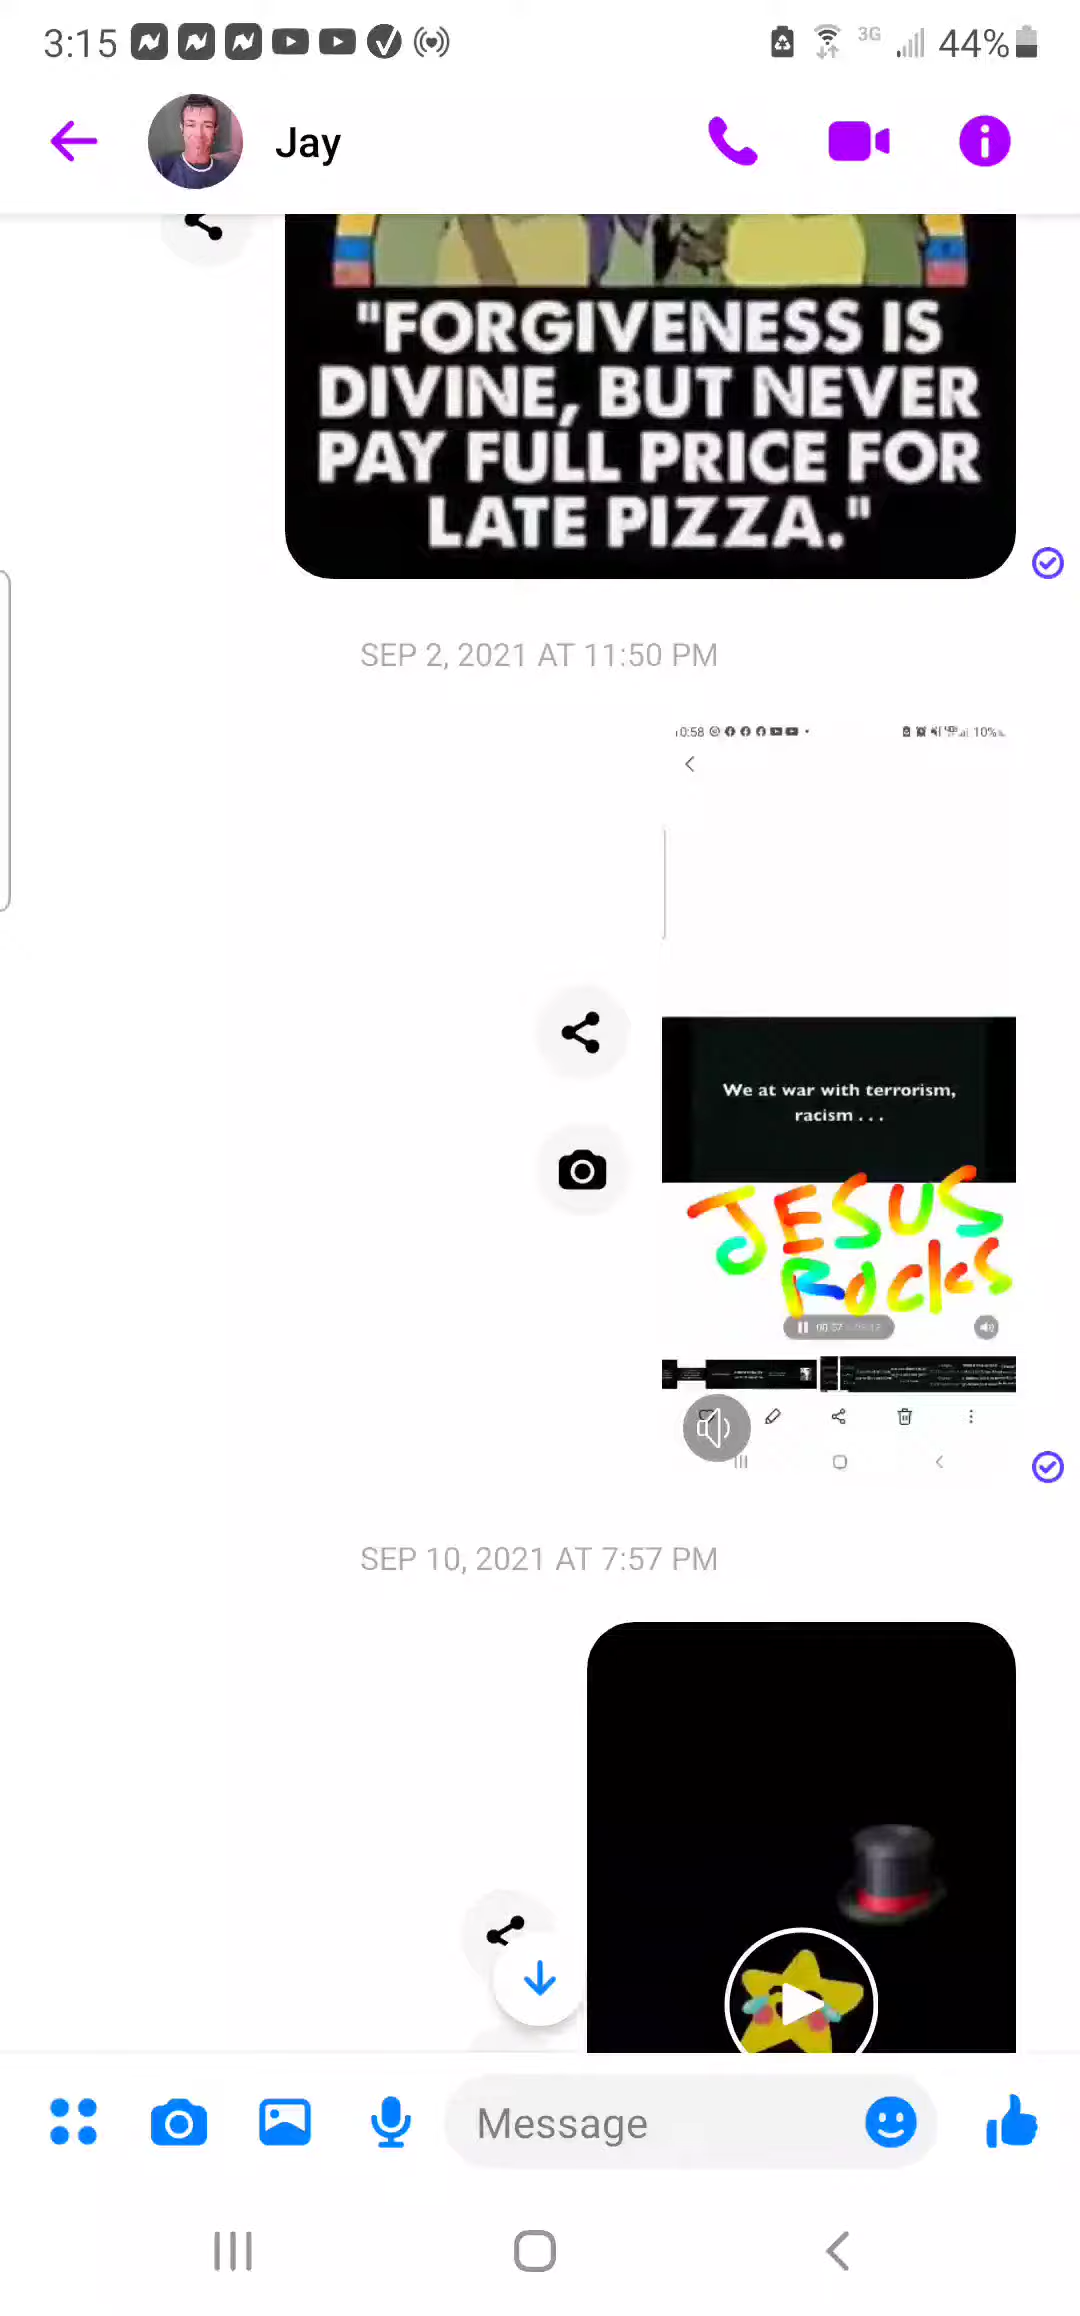 3:15
3G
44%
Jay
"FORGIVENESS IS
DIVINE, BUT NEVER
PAY FULL PRICE FOR
LATE PIZZA."
SEP 2, 2021 AT 11:50 PM
10%
We at war with terrorism,
racism . . .
JESUS
Rocks
SEP 10, 2021 AT 7:57 PM
Message